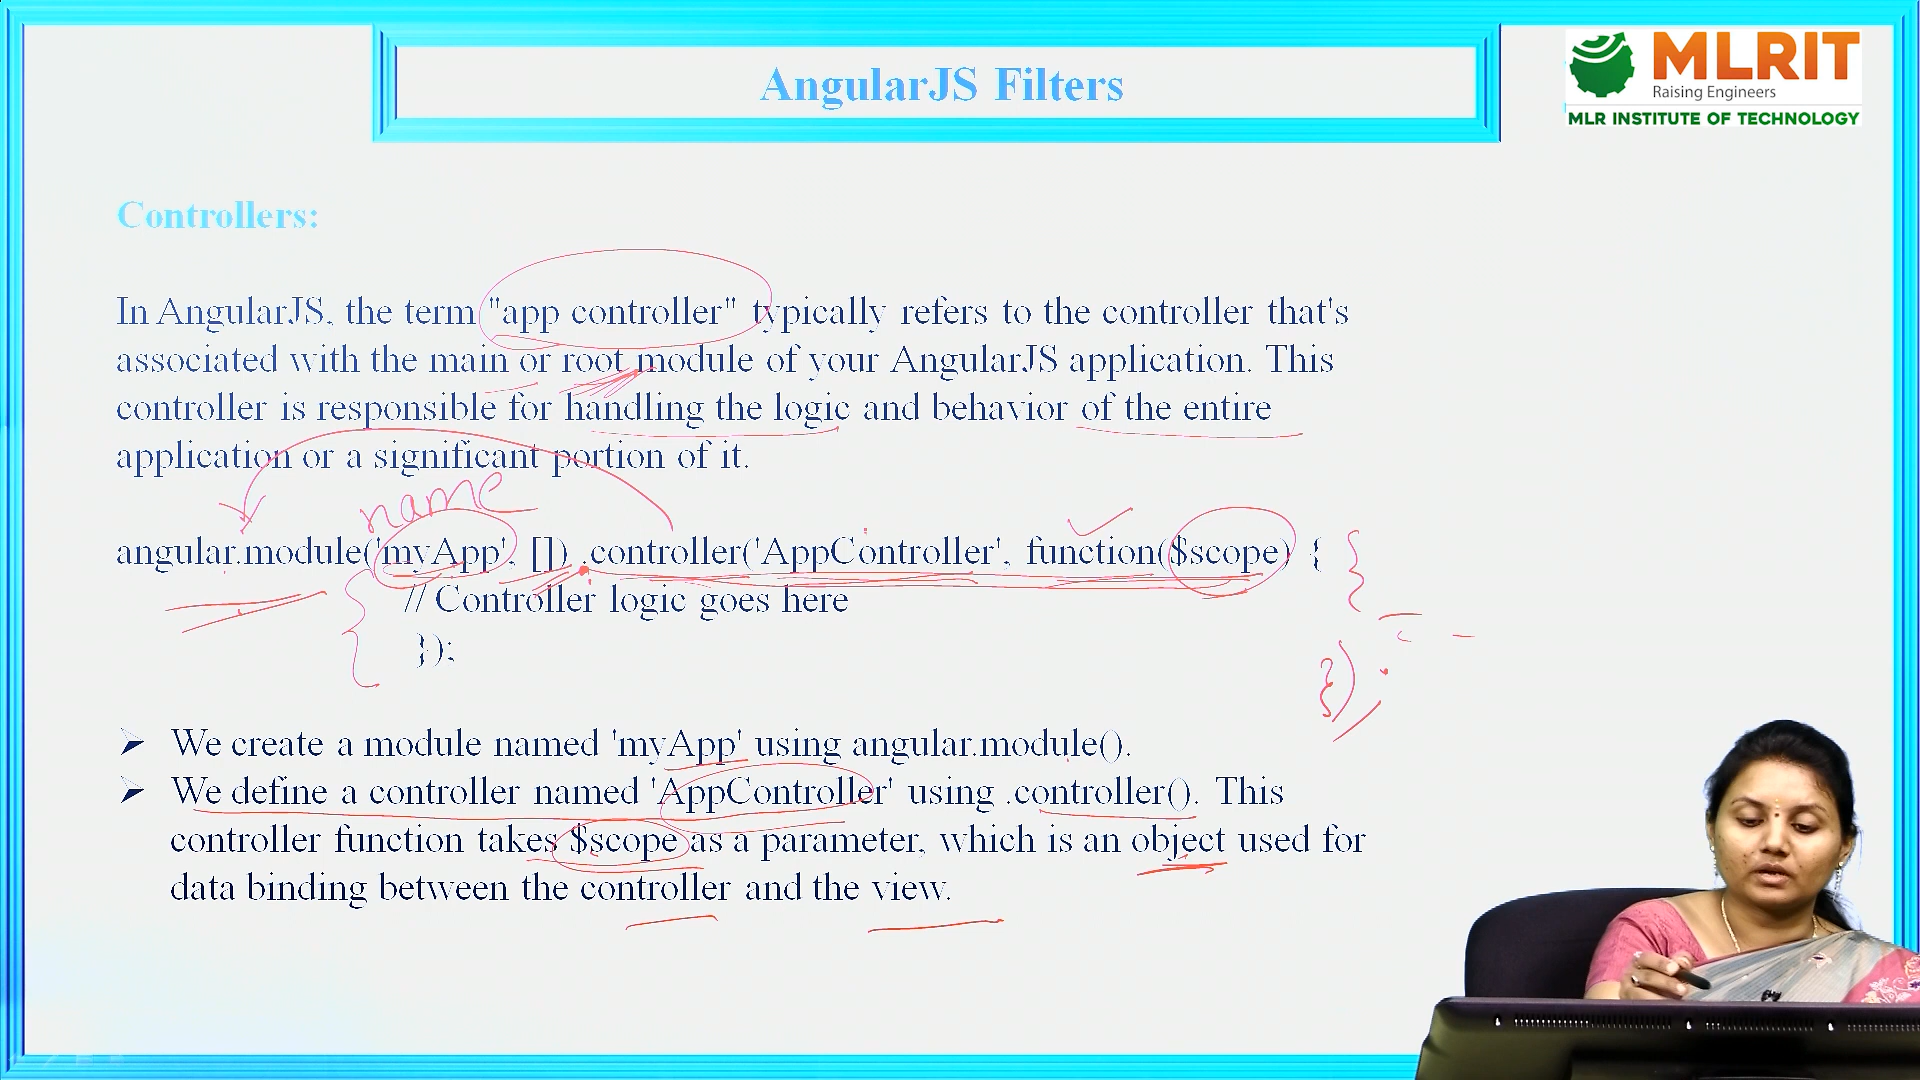 AngularJS Filters
MLRIT
Raising Engineers
MLR INSTITUTE OF TECHNOLOGY
Controllers:
In AngularJS, the term "app controller" typically refers to the controller that's
associated with the main or root module of your AngularJS application. This
controller is responsible for handling the logic and behavior of the entire
application or a significant portion of it.
name
angular.module('myApp', []) .controller('AppController', function($scope) { {
// Controller logic goes here
});
});
➢ We create a module named 'myApp' using angular.module().
➢ We define a controller named 'AppController' using .controller(). This
controller function takes $scope as a parameter, which is an object used for
data binding between the controller and the view.